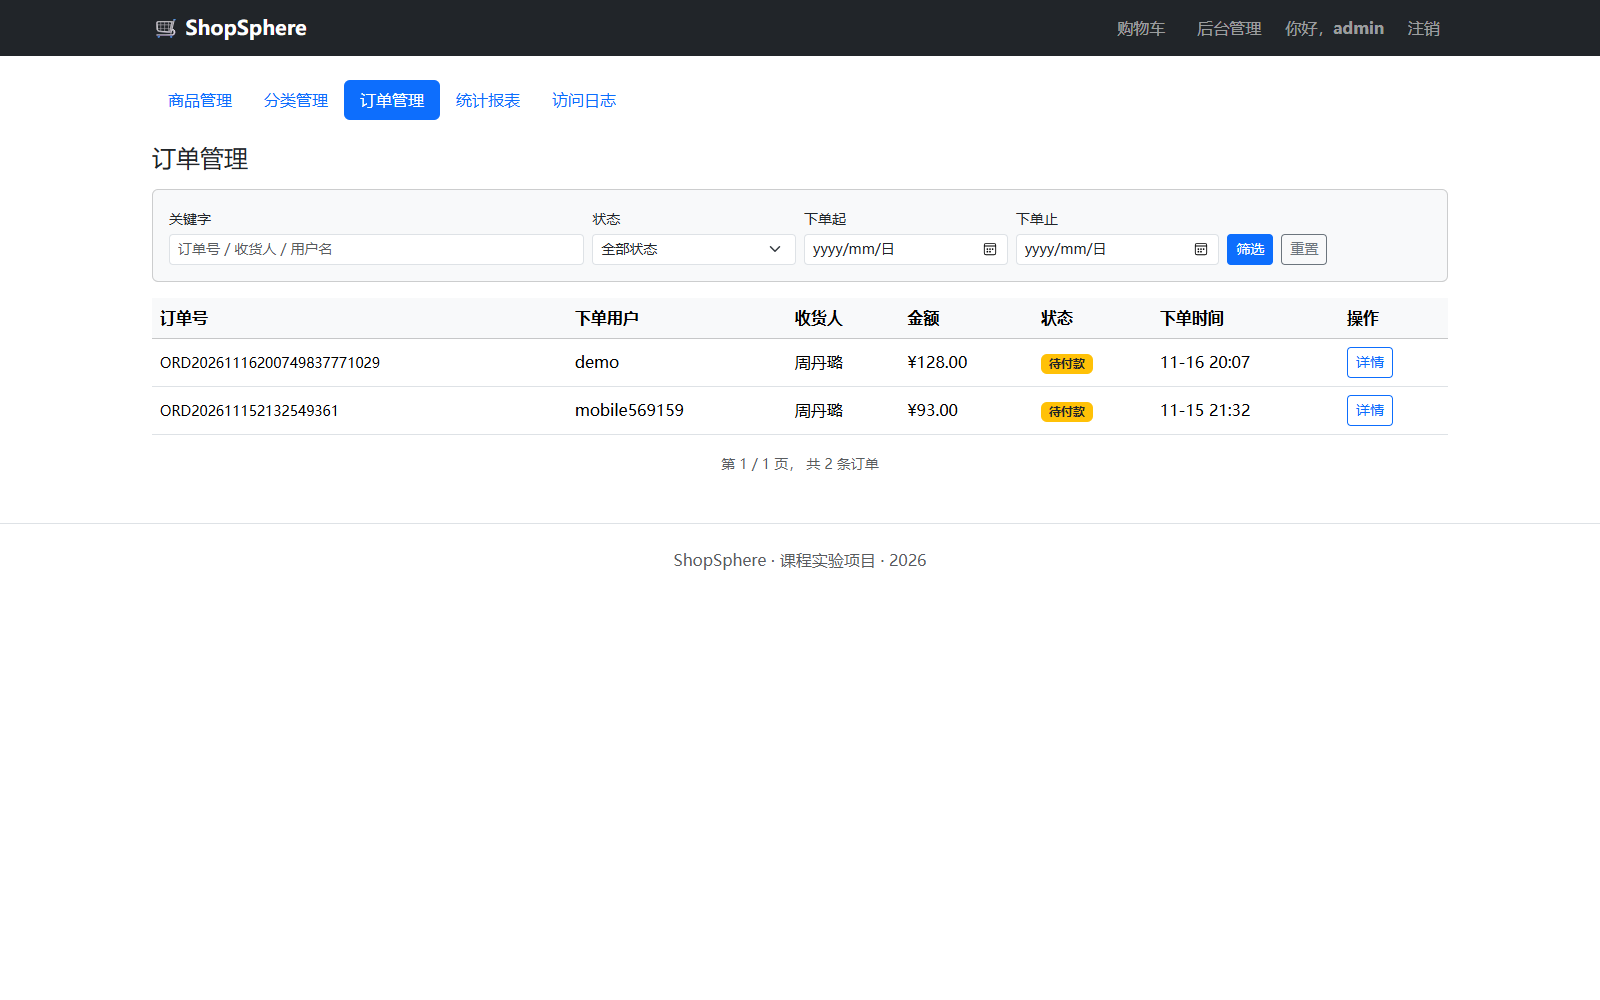 ShopSphere 购物车 后台管理 你好，admin 注销
商品管理 分类管理 订单管理 统计报表 访问日志
订单管理
关键字 状态 下单起 下单止
订单号 / 收货人 / 用户名 全部状态 yyyy/mm/日 yyyy/mm/日 筛选 重置
订单号 下单用户 收货人 金额 状态 下单时间 操作
ORD20261116200749837771029 demo 周丹璐 ¥128.00 待付款 11-16 20:07 详情
ORD202611152132549361 mobile569159 周丹璐 ¥93.00 待付款 11-15 21:32 详情
第 1 / 1 页， 共 2 条订单
ShopSphere · 课程实验项目 · 2026